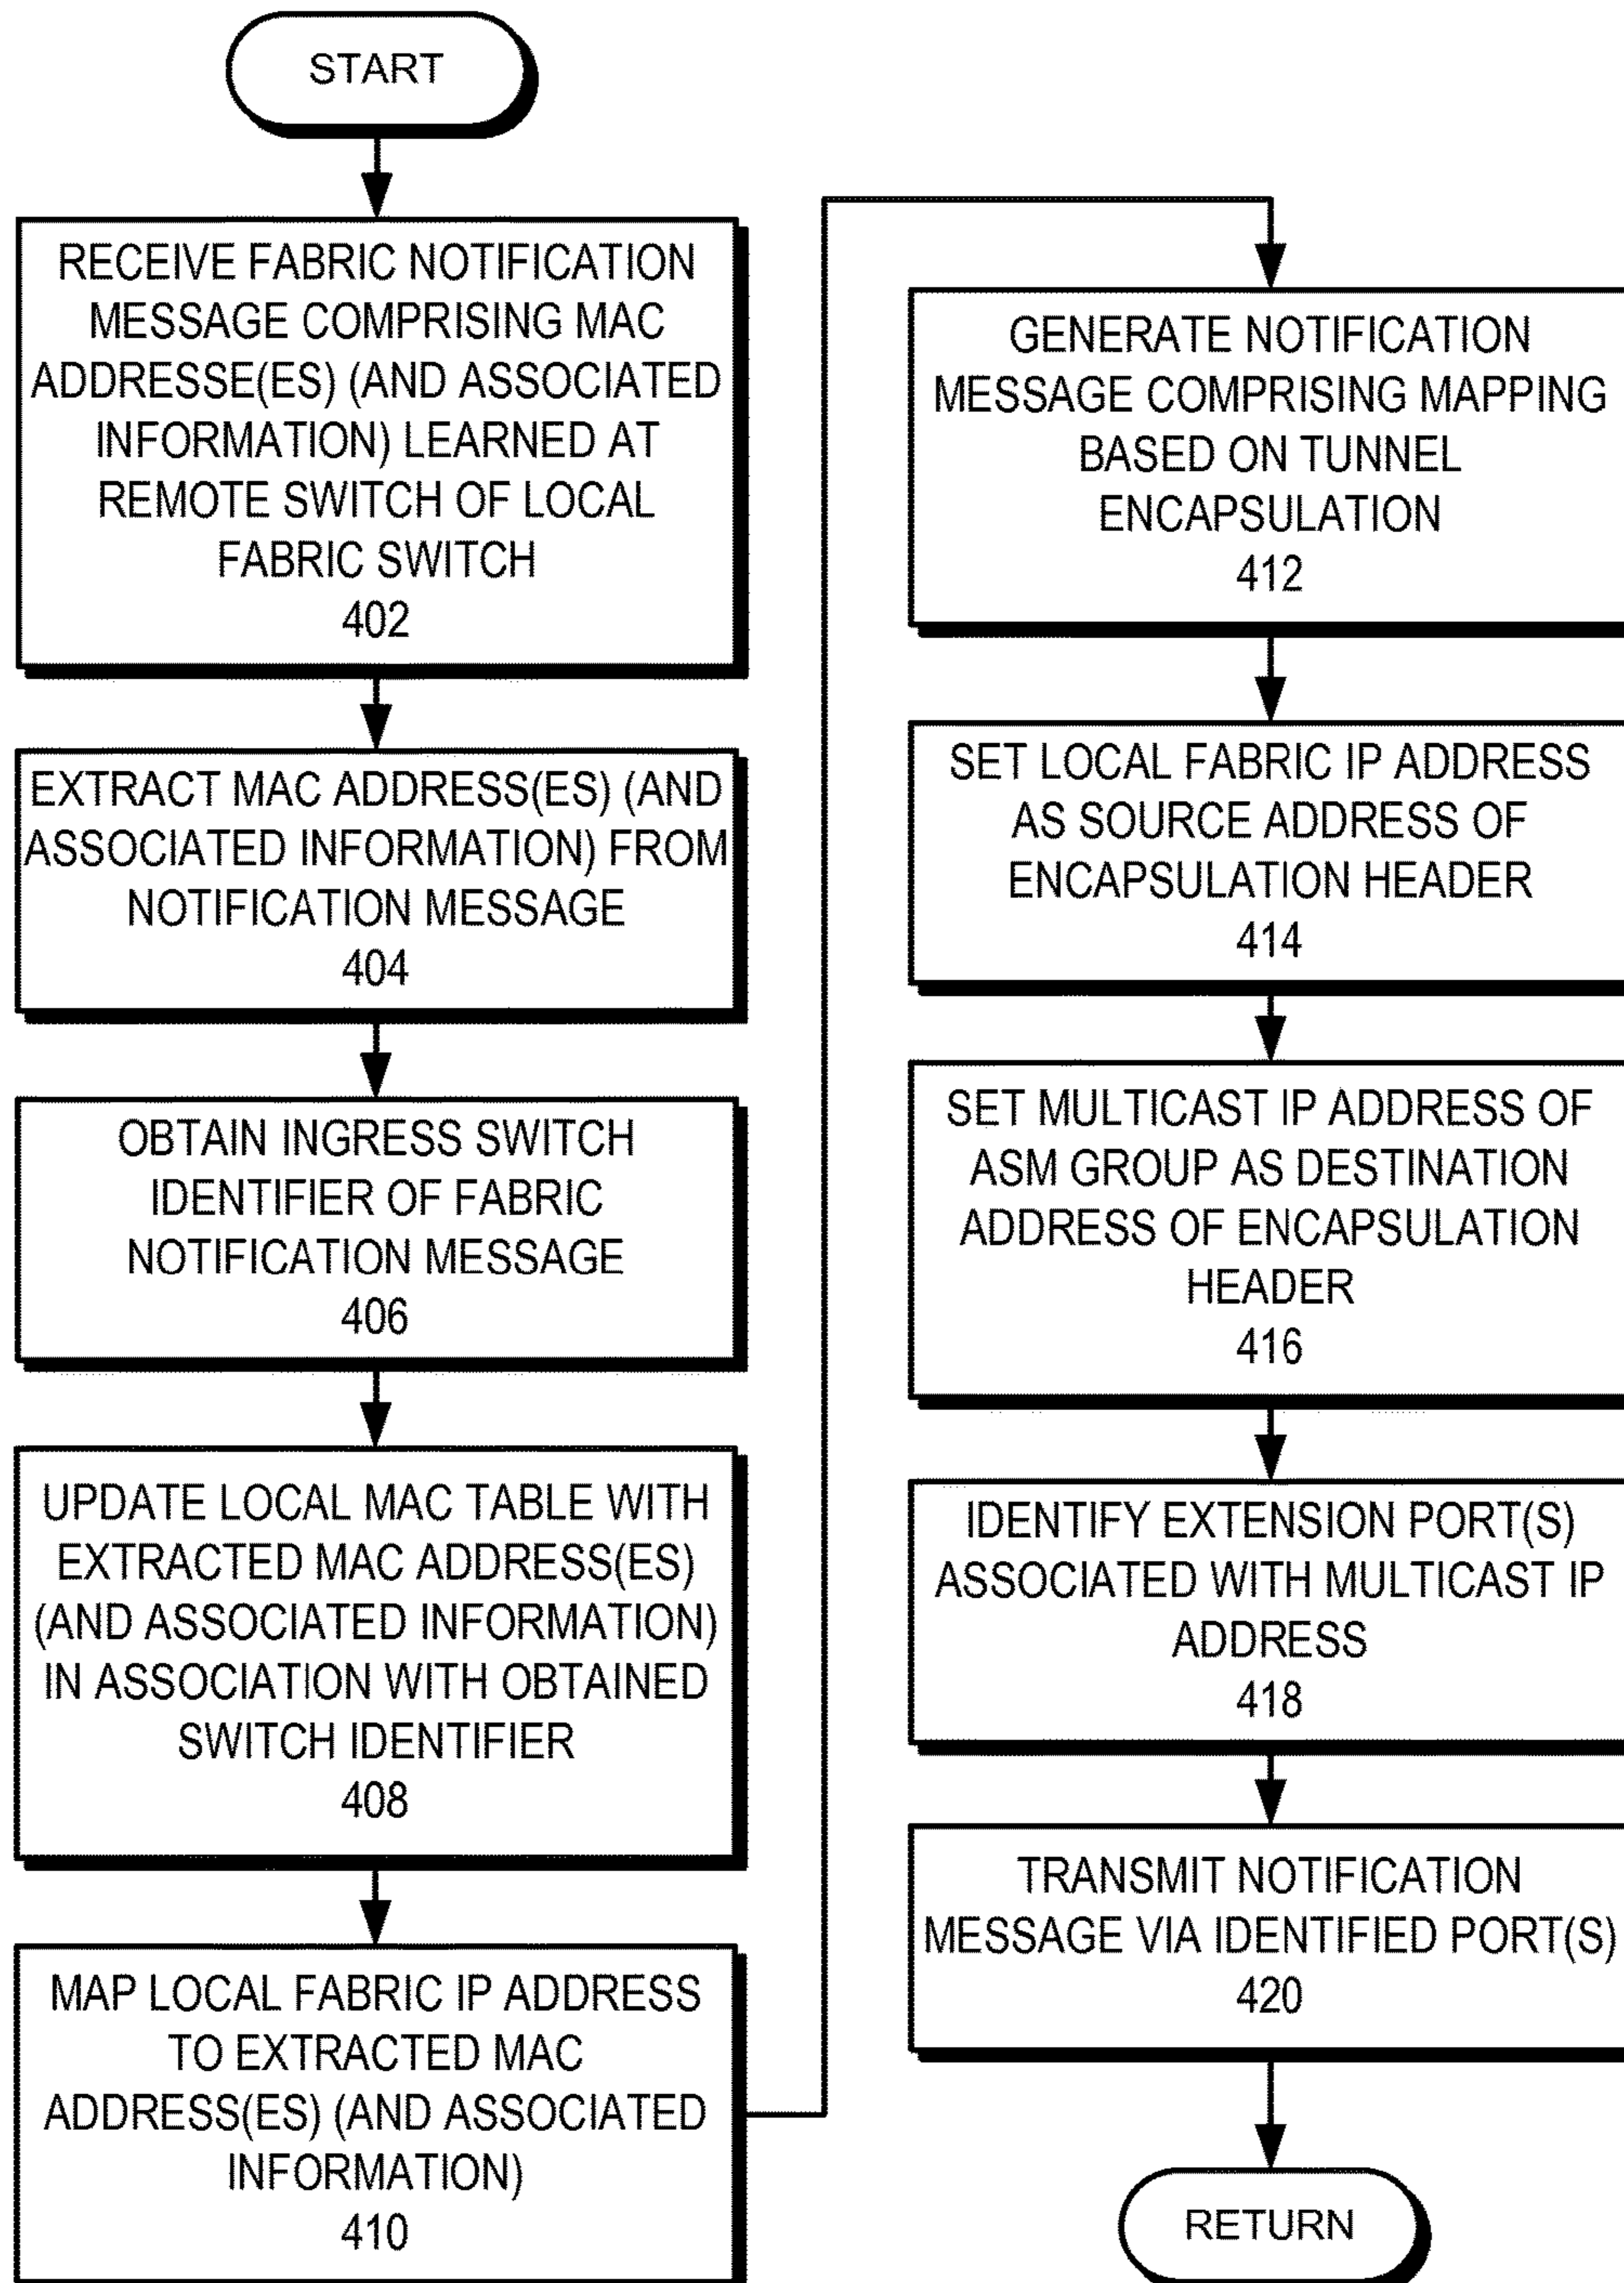 START
RECEIVE FABRIC NOTIFICATION
MESSAGE COMPRISING MAC
ADDRESSE(ES) (AND ASSOCIATED
INFORMATION) LEARNED AT
REMOTE SWITCH OF LOCAL
FABRIC SWITCH
402
EXTRACT MAC ADDRESS(ES) (AND
ASSOCIATED INFORMATION) FROM
NOTIFICATION MESSAGE
404
OBTAIN INGRESS SWITCH
IDENTIFIER OF FABRIC
NOTIFICATION MESSAGE
406
UPDATE LOCAL MAC TABLE WITH
EXTRACTED MAC ADDRESS(ES)
(AND ASSOCIATED INFORMATION)
IN ASSOCIATION WITH OBTAINED
SWITCH IDENTIFIER
408
MAP LOCAL FABRIC IP ADDRESS
TO EXTRACTED MAC
ADDRESS(ES) (AND ASSOCIATED
INFORMATION)
410
GENERATE NOTIFICATION
MESSAGE COMPRISING MAPPING
BASED ON TUNNEL
ENCAPSULATION
412
SET LOCAL FABRIC IP ADDRESS
AS SOURCE ADDRESS OF
ENCAPSULATION HEADER
414
SET MULTICAST IP ADDRESS OF
ASM GROUP AS DESTINATION
ADDRESS OF ENCAPSULATION
HEADER
416
IDENTIFY EXTENSION PORT(S)
ASSOCIATED WITH MULTICAST IP
ADDRESS
418
TRANSMIT NOTIFICATION
MESSAGE VIA IDENTIFIED PORT(S)
420
RETURN